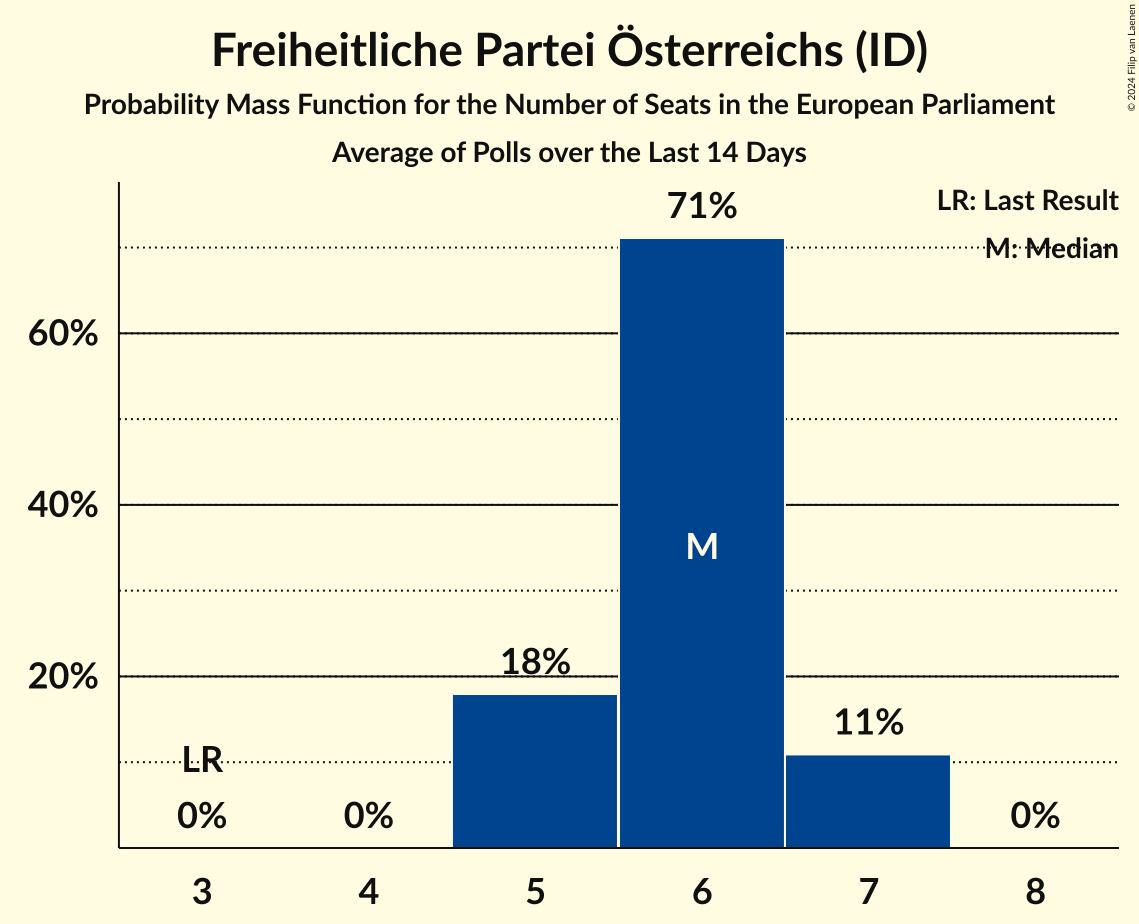 Freiheitliche Partei Österreichs (ID)
Probability Mass Function for the Number of Seats in the European Parliament
Average of Polls over the Last 14 Days
© 2024 Filip van Laenen
LR: Last Result
M: Median
71%
60%
40%
M
20%
18%
11%
LR
0%
0%
0%
3
4
5
6
7
8